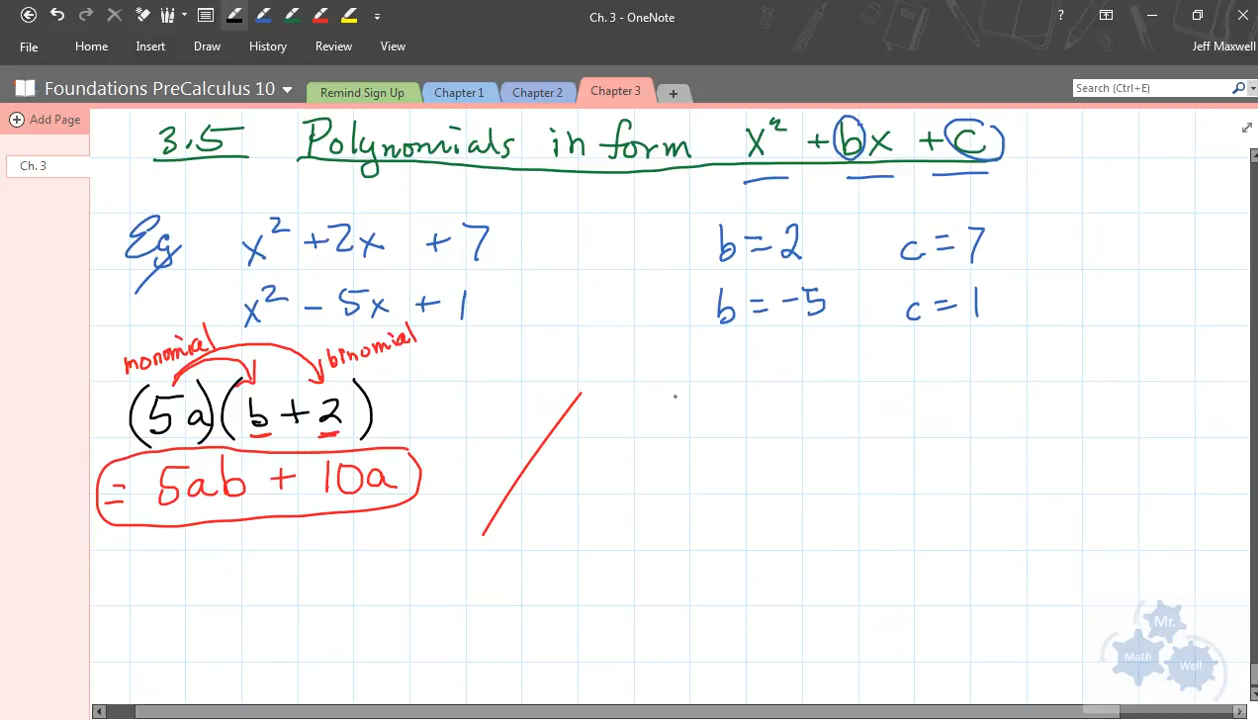 Ch. 3 - OneNote
?
File Home Insert Draw History Review View
Jeff Maxwell
Foundations PreCalculus 10
Remind Sign Up
Chapter 1
Chapter 2
Chapter 3
+
Search (Ctrl+E)
Add Page
Ch. 3
3.5 Polynomials in form x² + bx + c
Eg x² + 2x + 7 b = 2 c = 7
x² - 5x + 1 b = -5 c = 1
monomial binomial
(5a)(b + 2)
= 5ab + 10a
Mr.
Math
Well